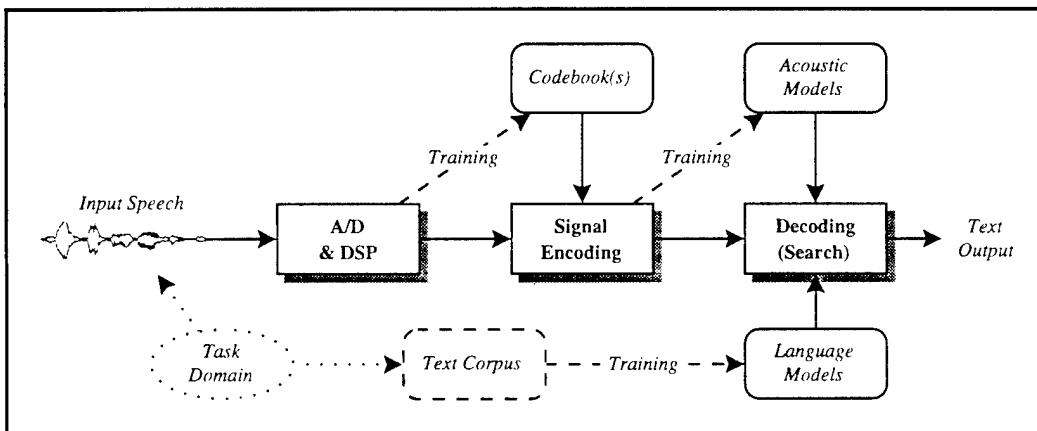 Codebook(s)
Acoustic
Models
Training
Training
Input Speech
A/D
& DSP
Signal
Encoding
Decoding
(Search)
Text
Output
Task
Domain
Text Corpus
Training
Language
Models